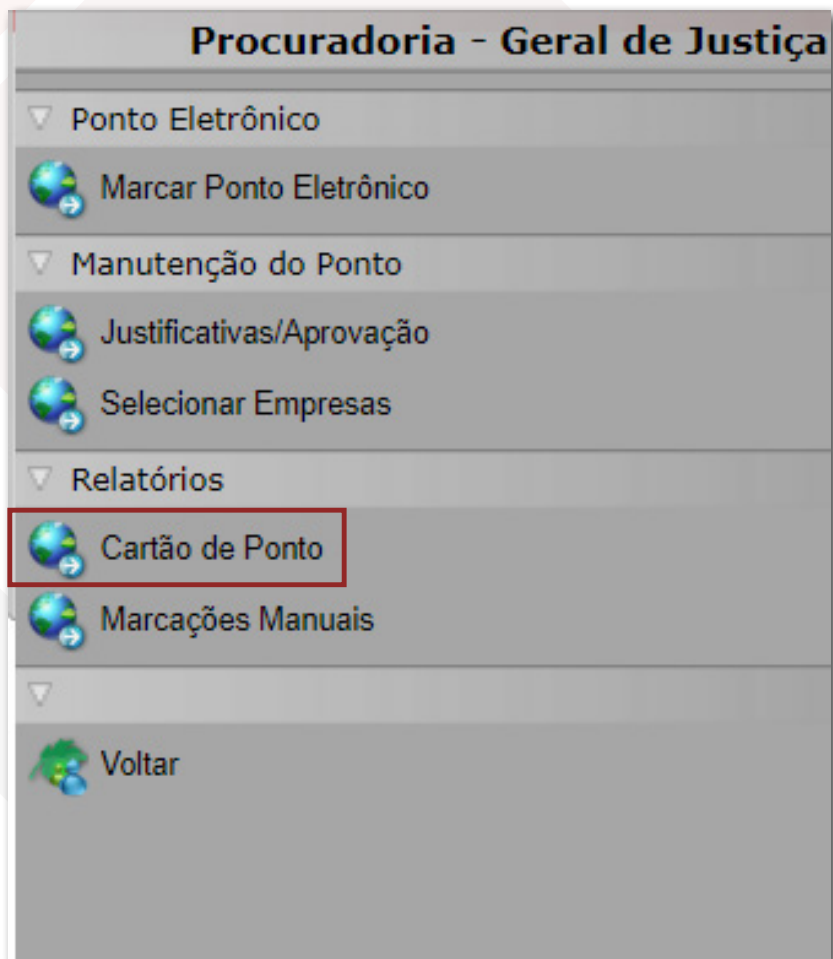 Procuradoria - Geral de Justiça
Ponto Eletrônico
Marcar Ponto Eletrônico
Manutenção do Ponto
Justificativas/Aprovação
Selecionar Empresas
Relatórios
Cartão de Ponto
Marcações Manuais
Voltar